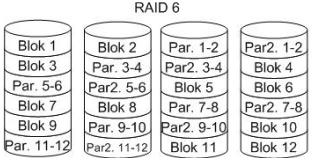 RAID 6
Blok 1
Blok 3
Par. 5-6
Blok 7
Blok 9
Par. 11-12
Blok 2
Par. 3-4
Par2. 5-6
Blok 8
Par. 9-10
Par2. 11-12
Par. 1-2
Par2. 3-4
Blok 5
Par. 7-8
Par2. 9-10
Blok 11
Par2. 1-2
Blok 4
Blok 6
Par2. 7-8
Blok 10
Blok 12